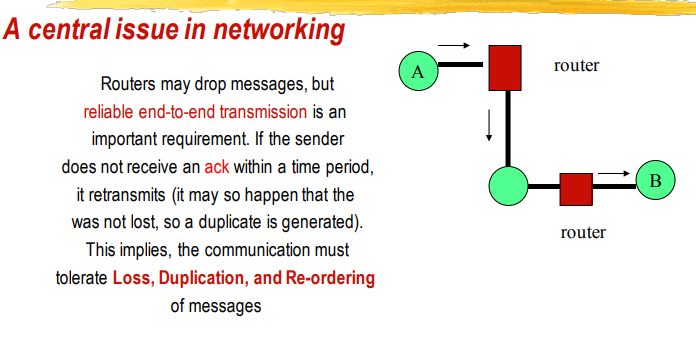 A central issue in networking
Routers may drop messages, but
reliable end-to-end transmission is an
important requirement. If the sender
does not receive an ack within a time period,
it retransmits (it may so happen that the
was not lost, so a duplicate is generated).
This implies, the communication must
tolerate Loss, Duplication, and Re-ordering
of messages
A
router
B
router